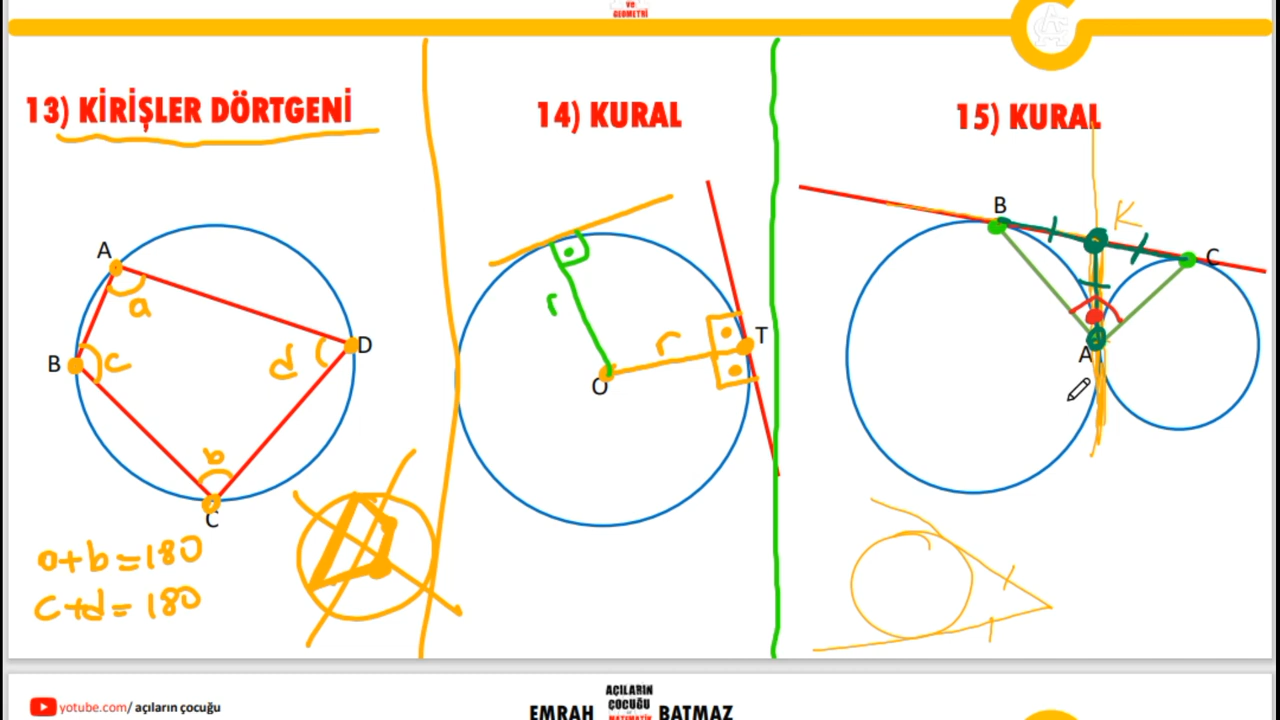 ve
GEOMETRİ
13) KİRİŞLER DÖRTGENİ
14) KURAL
15) KURAL
A
a
B
c
d
D
b
C
a+b=180
c+d=180
r
r
T
O
B
K
C
A
yotube.com/ açıların çocuğu
AÇILARIN
ÇOCUĞU
MATEMATİK
EMRAH BATMAZ